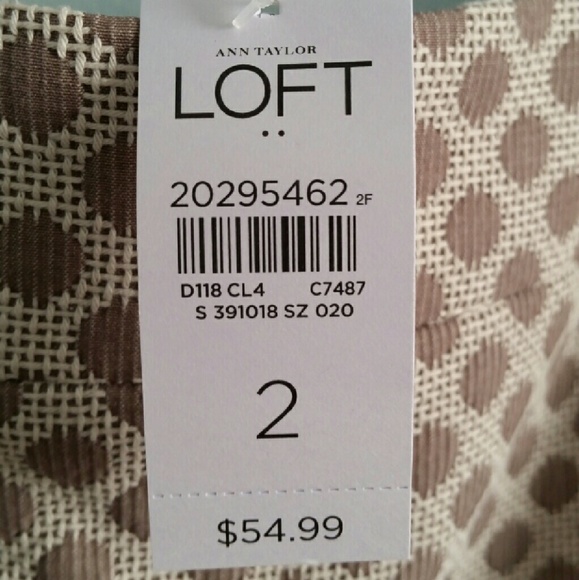 ANN TAYLOR
LOFT
20295462 2F
D118 CL4 C7487
S 391018 SZ 020
2
$54.99